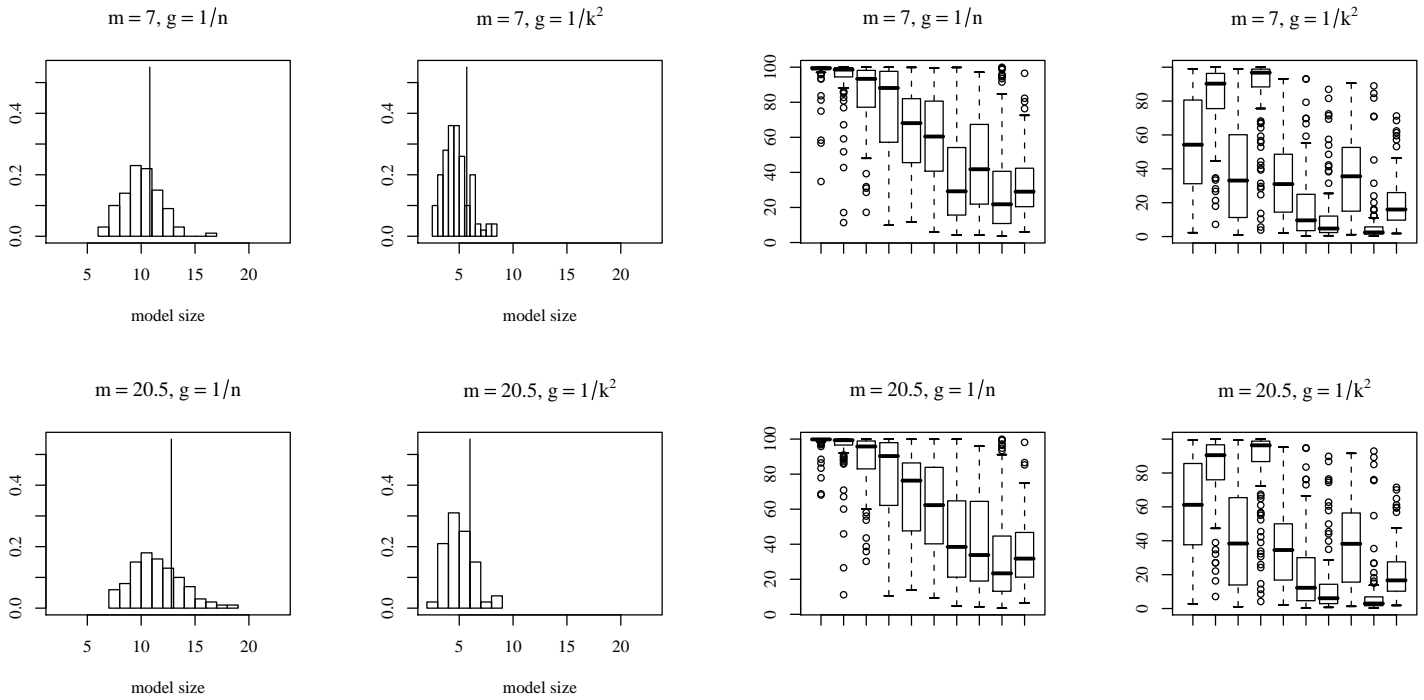 m = 7, g = 1/n
m = 7, g = 1/k²
m = 7, g = 1/n
m = 7, g = 1/k²
0.0 0.2 0.4
5 10 15 20
model size
5 10 15 20
model size
0 20 40 60 80 100
0 20 40 60 80 100
m = 20.5, g = 1/n
m = 20.5, g = 1/k²
m = 20.5, g = 1/n
m = 20.5, g = 1/k²
0.0 0.2 0.4
0.0 0.2 0.4
5 10 15 20
model size
0.0 0.2 0.4
5 10 15 20
model size
0 20 40 60 80 100
0 20 40 60 80 100